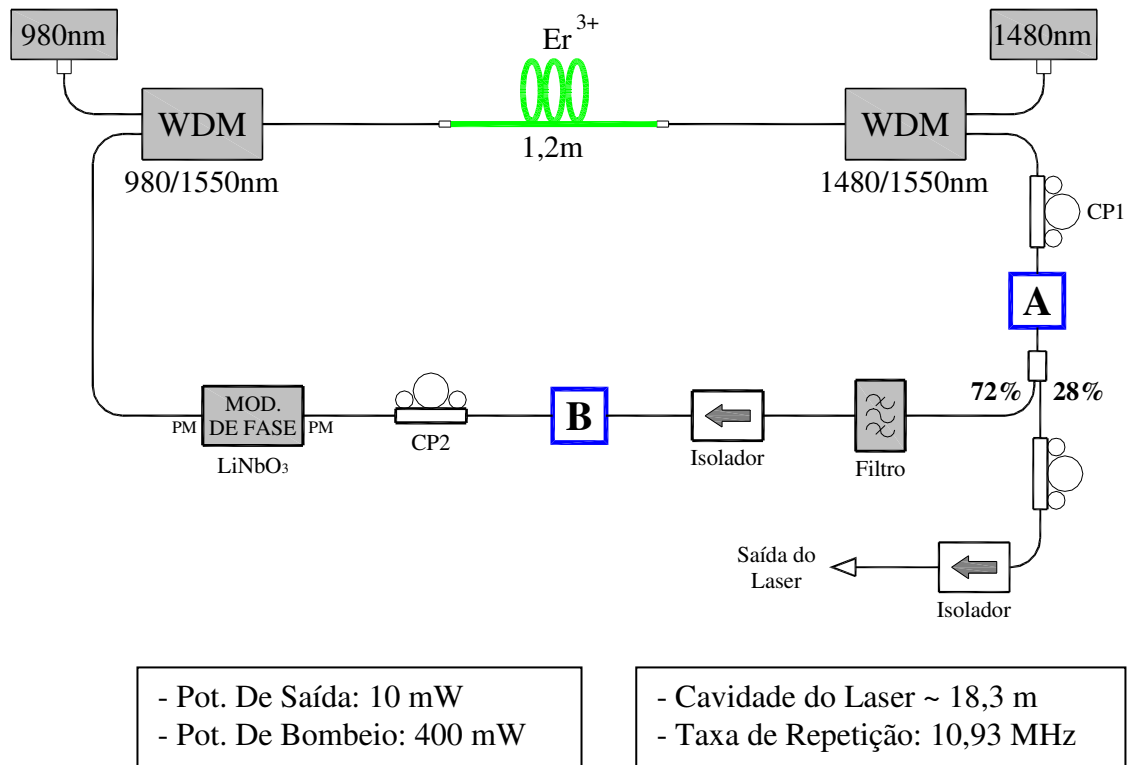 980nm
Er 3+
1480nm
WDM
WDM
1,2m
980/1550nm
1480/1550nm
CP1
A
72%
28%
MOD.
DE FASE
PM
PM
LiNbO3
CP2
B
Isolador
Filtro
Saída do
Laser
Isolador
- Pot. De Saída: 10 mW
- Pot. De Bombeio: 400 mW
- Cavidade do Laser ~ 18,3 m
- Taxa de Repetição: 10,93 MHz